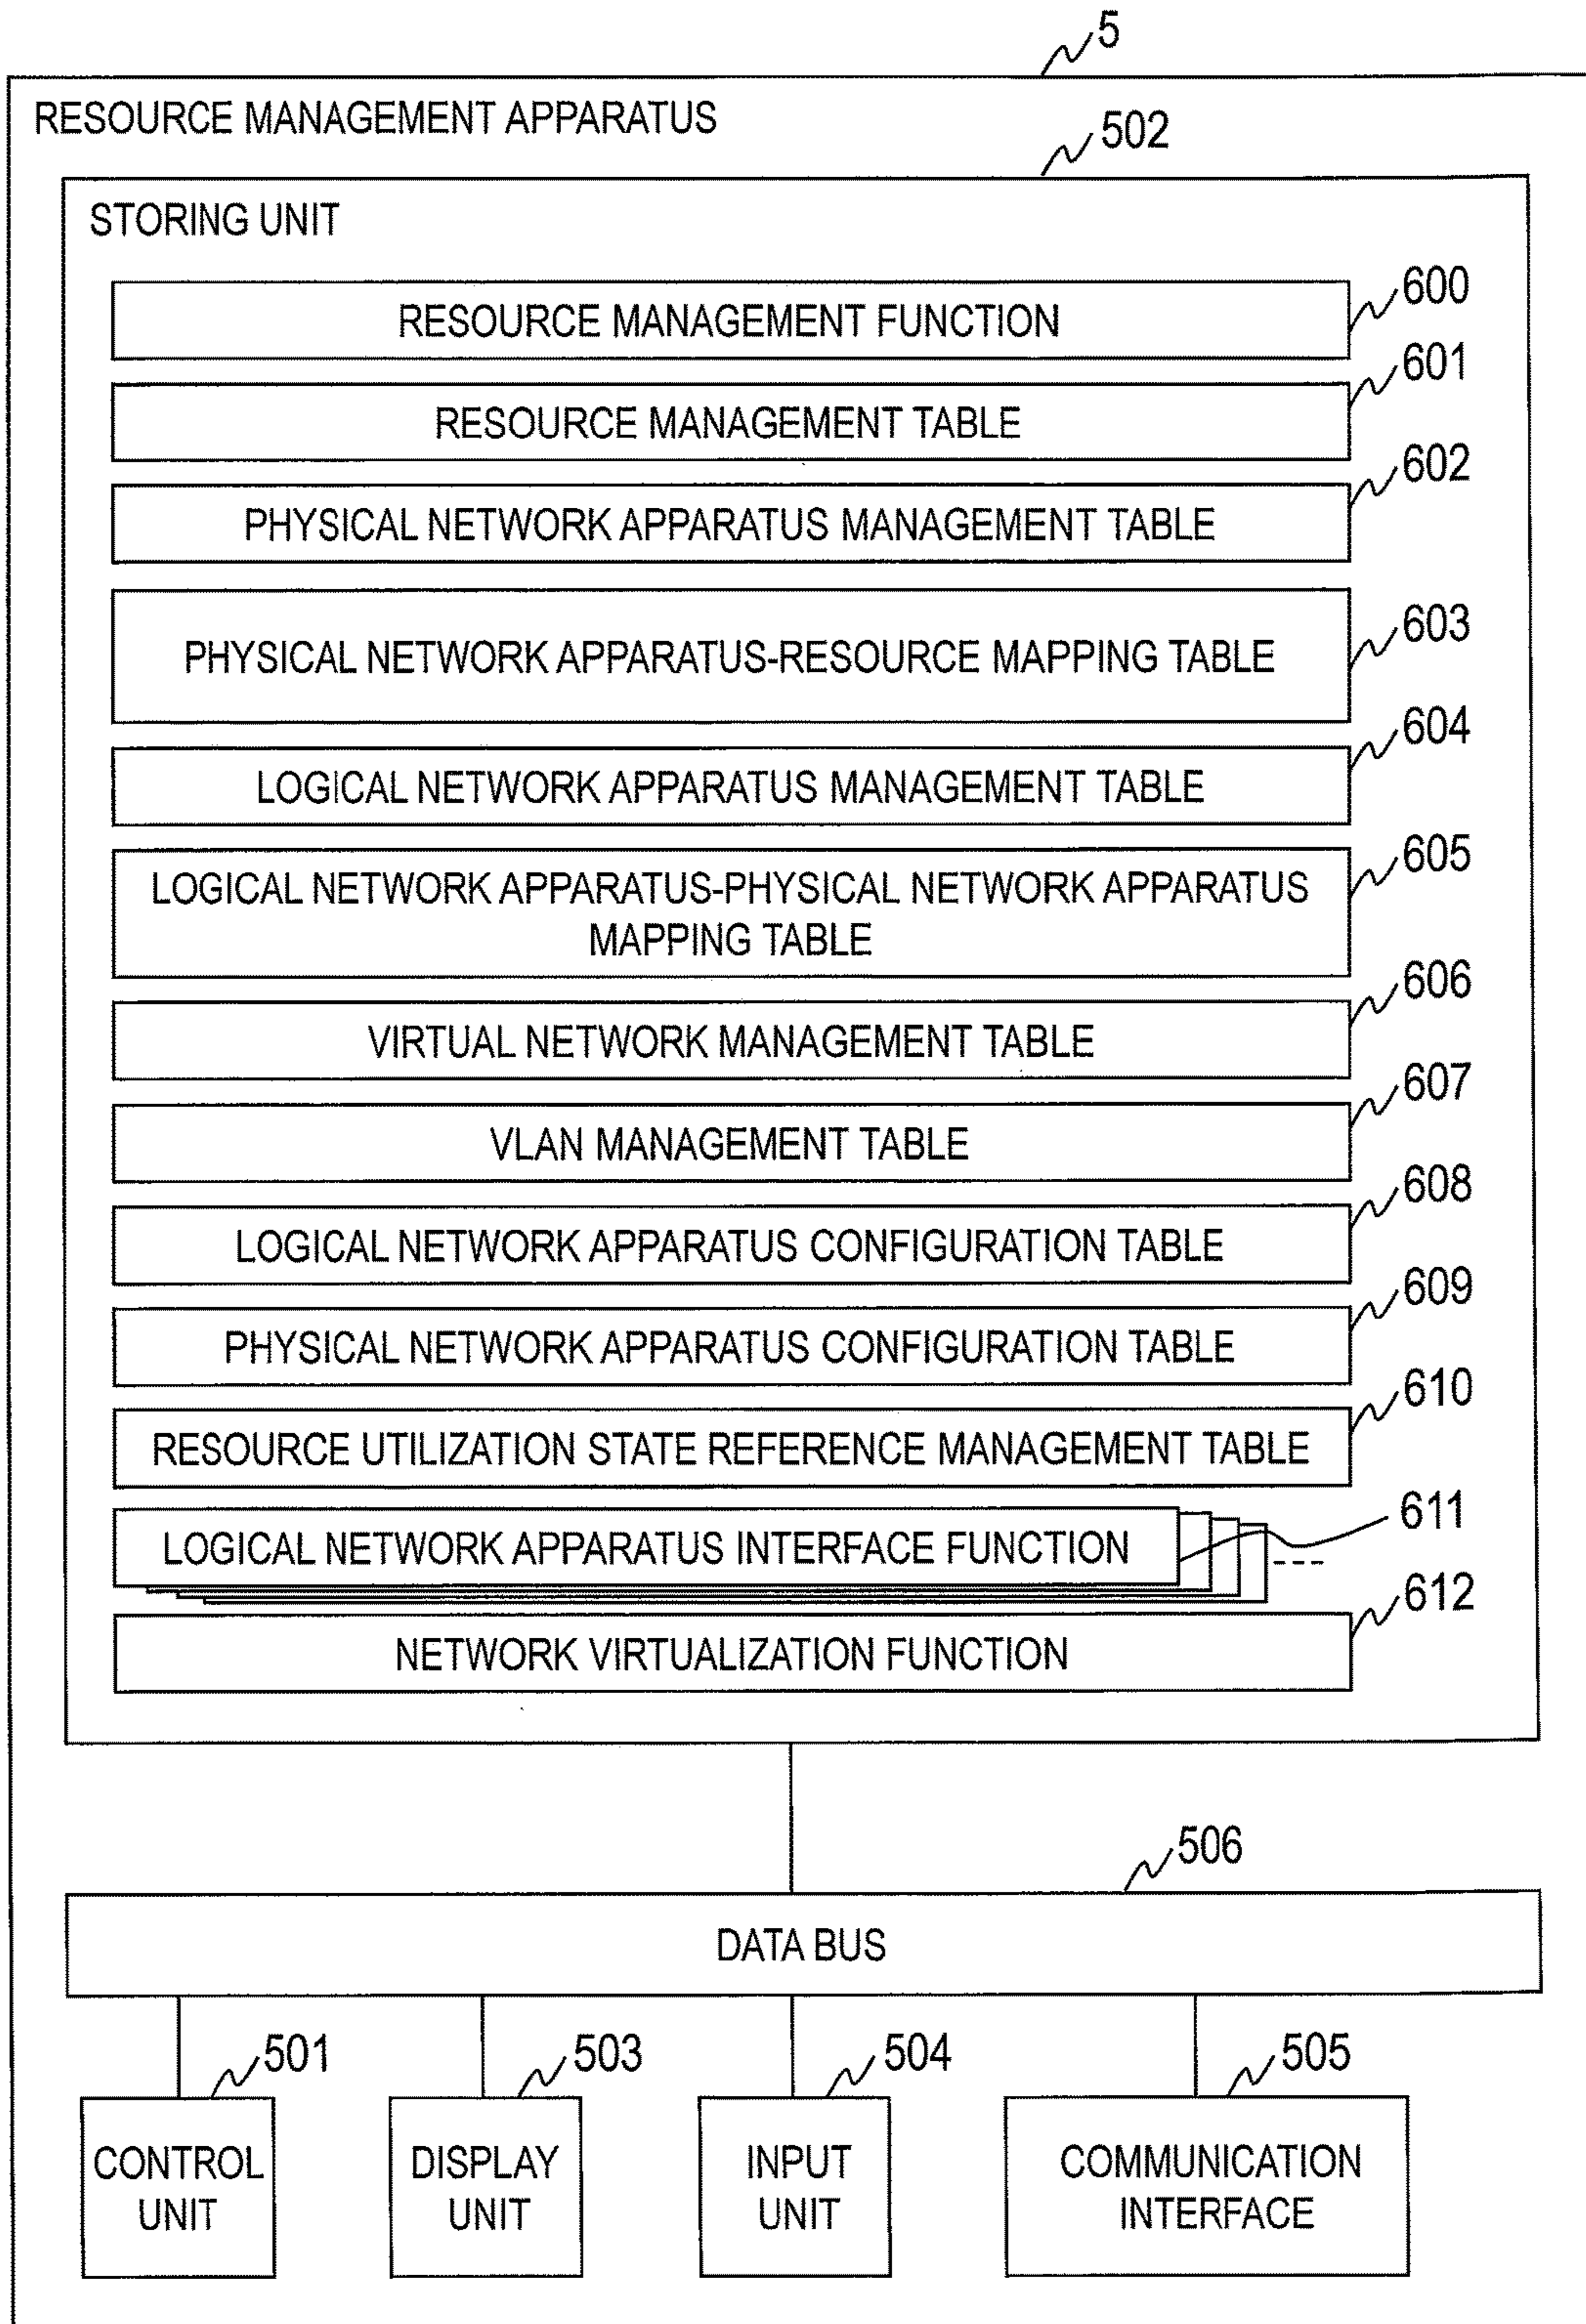 5
RESOURCE MANAGEMENT APPARATUS
502
STORING UNIT
600
RESOURCE MANAGEMENT FUNCTION
601
RESOURCE MANAGEMENT TABLE
602
PHYSICAL NETWORK APPARATUS MANAGEMENT TABLE
603
PHYSICAL NETWORK APPARATUS-RESOURCE MAPPING TABLE
604
LOGICAL NETWORK APPARATUS MANAGEMENT TABLE
605
LOGICAL NETWORK APPARATUS-PHYSICAL NETWORK APPARATUS
MAPPING TABLE
606
VIRTUAL NETWORK MANAGEMENT TABLE
607
VLAN MANAGEMENT TABLE
608
LOGICAL NETWORK APPARATUS CONFIGURATION TABLE
609
PHYSICAL NETWORK APPARATUS CONFIGURATION TABLE
610
RESOURCE UTILIZATION STATE REFERENCE MANAGEMENT TABLE
611
LOGICAL NETWORK APPARATUS INTERFACE FUNCTION
612
NETWORK VIRTUALIZATION FUNCTION
506
DATA BUS
501
CONTROL
UNIT
503
DISPLAY
UNIT
504
INPUT
UNIT
505
COMMUNICATION
INTERFACE